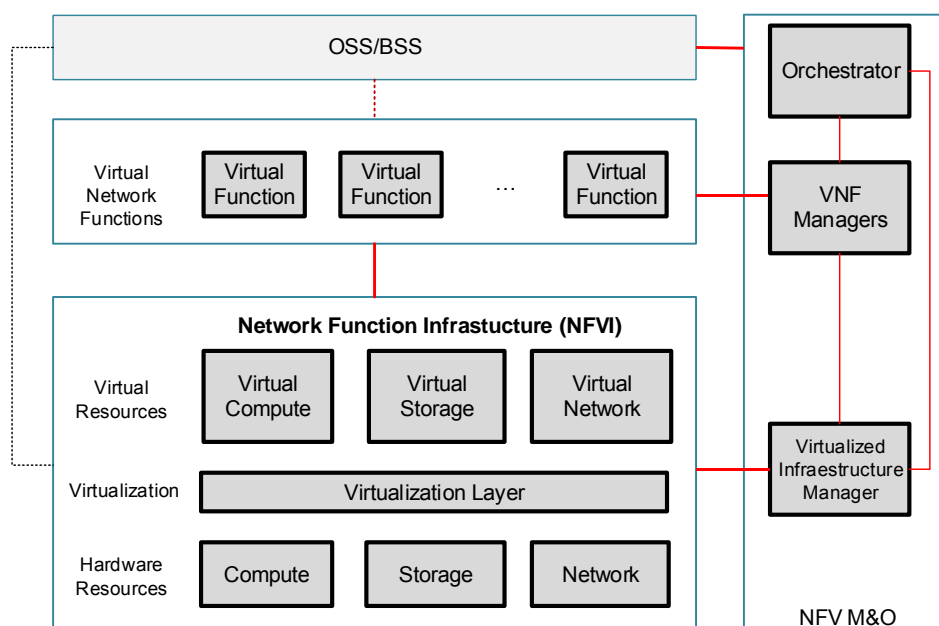 OSS/BSS
Orchestrator
Virtual
Network
Functions
Virtual
Function
Virtual
Function
...
Virtual
Function
VNF
Managers
Network Function Infrastucture (NFVI)
Virtual
Resources
Virtual
Compute
Virtual
Storage
Virtual
Network
Virtualized
Infraestructure
Manager
Virtualization
Virtualization Layer
Hardware
Resources
Compute
Storage
Network
NFV M&O